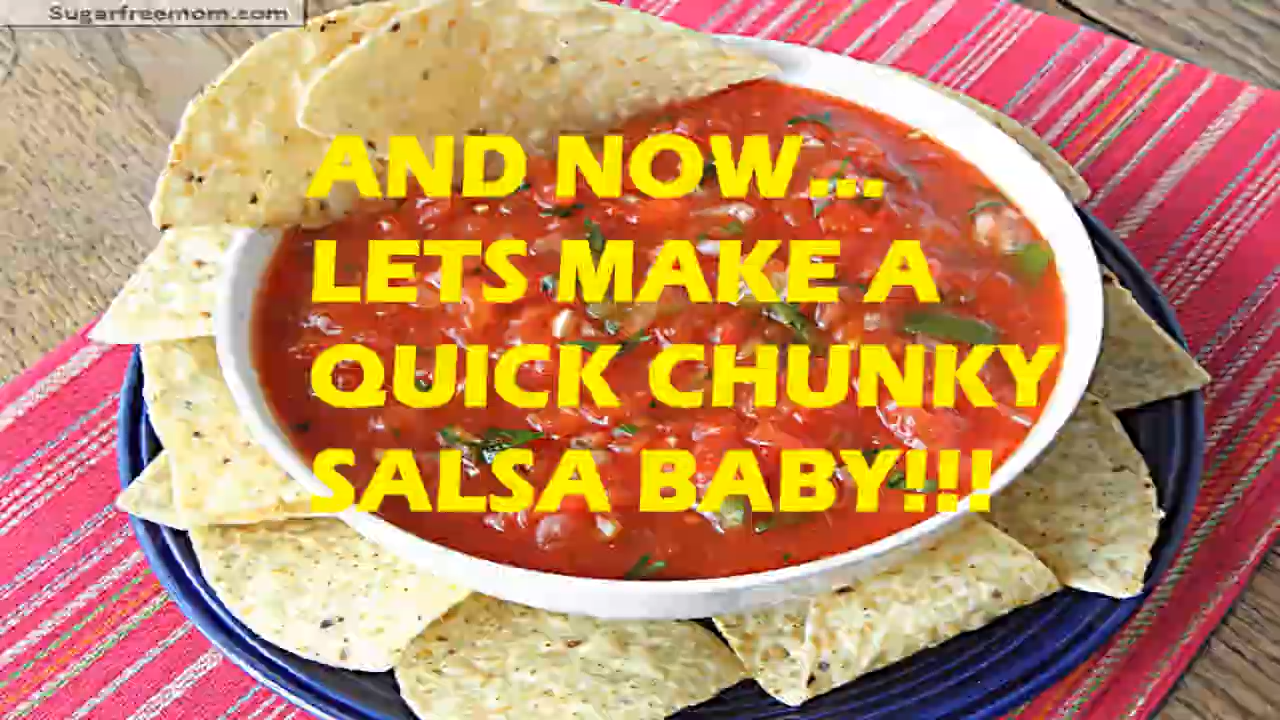 Sugarfreemom.com
AND NOW...
LETS MAKE A
QUICK CHUNKY
SALSA BABY!!!